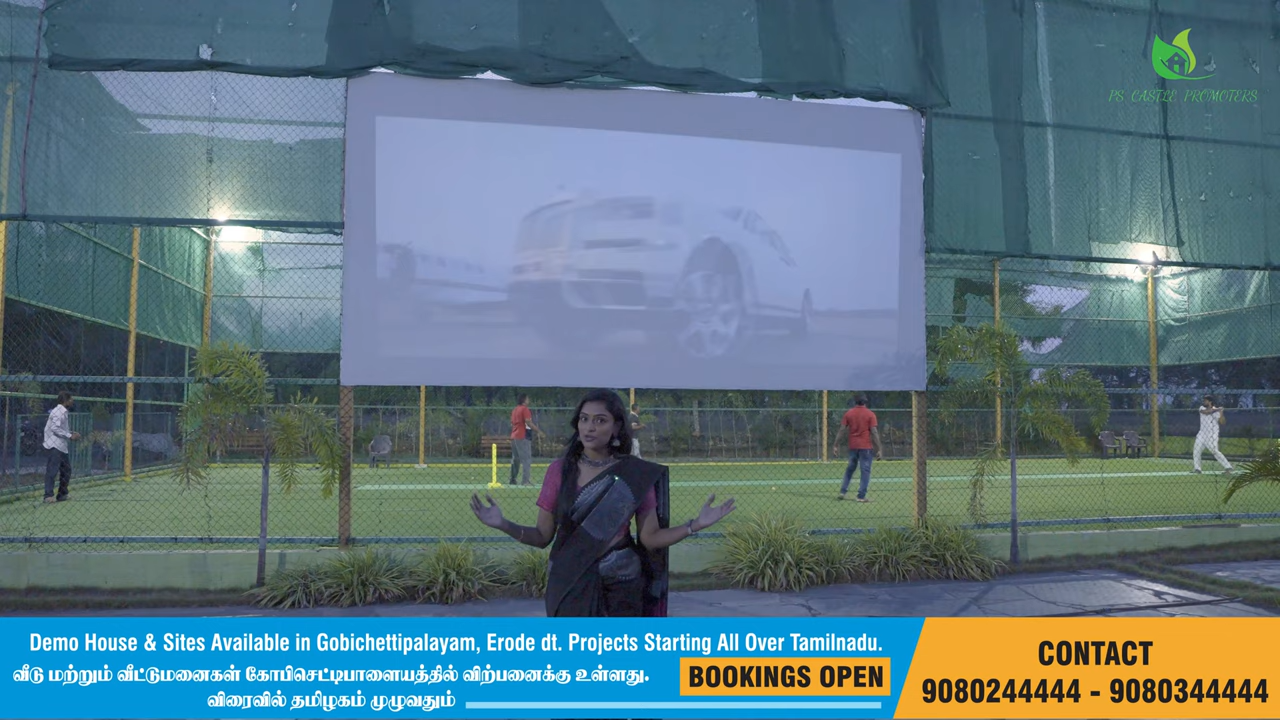 PS CASTLE PROMOTERS
Demo House & Sites Available in Gobichettipalayam, Erode dt. Projects Starting All Over Tamilnadu.
வீடு மற்றும் வீட்டுமனைகள் கோபிசெட்டிபாளையத்தில் விற்பனைக்கு உள்ளது.
விரைவில் தமிழகம் முழுவதும்
BOOKINGS OPEN
CONTACT
9080244444 - 9080344444